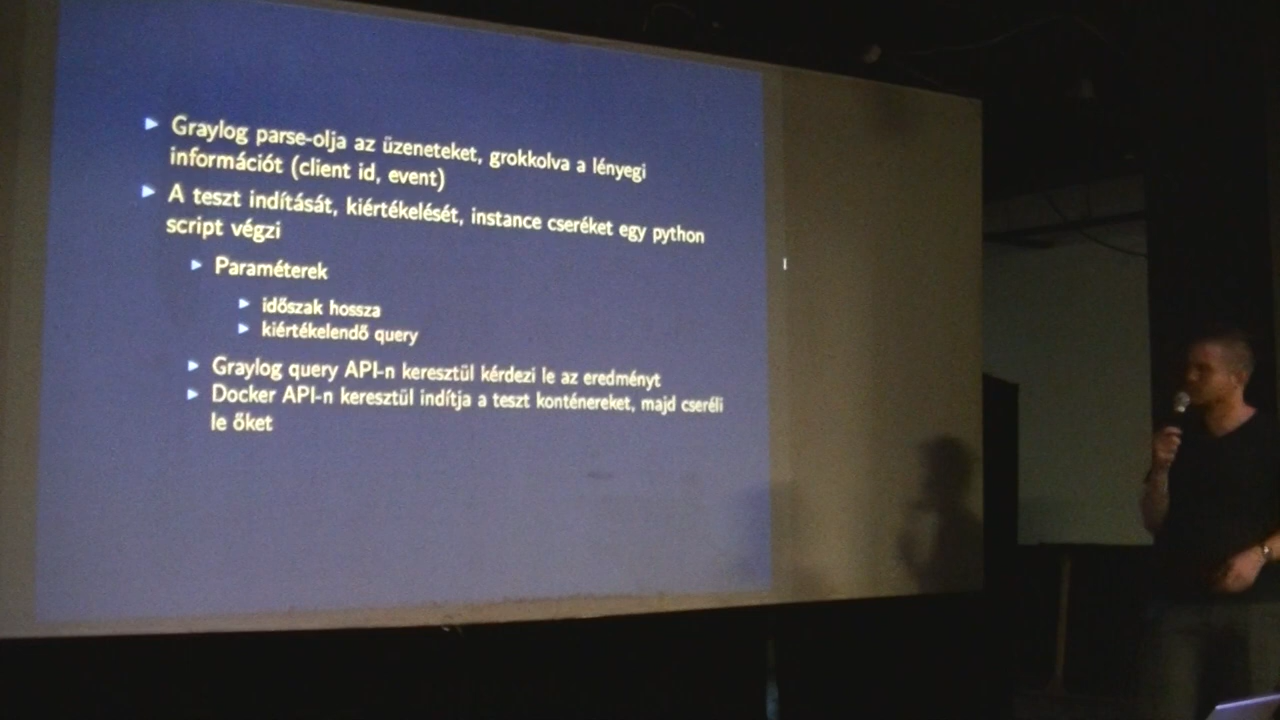 Graylog parse-olja az üzeneteket, grokkolva a lényegi
információt (client id, event)
A teszt indítását, kiértékelését, instance cseréket egy python
script végzi
Paraméterek
időszak hossza
kiértékelendő query
Graylog query API-n keresztül kérdezi le az eredményt
Docker API-n keresztül indítja a teszt konténereket, majd cseréli
le őket